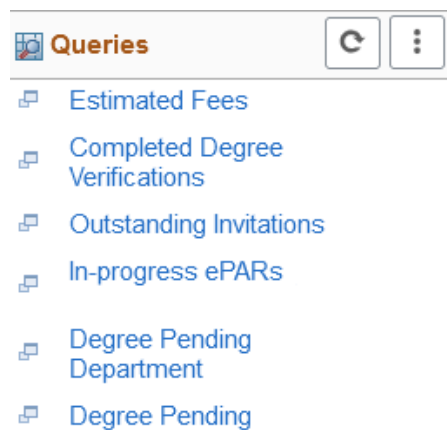 Queries
Estimated Fees
Completed Degree
Verifications
Outstanding Invitations
In-progress ePARs
Degree Pending
Department
Degree Pending